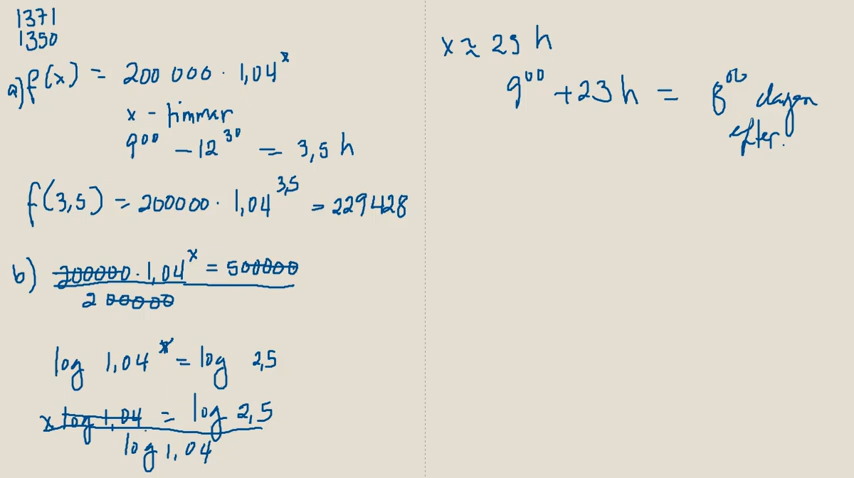 1371
1350
a) f(x) = 200 000 · 1,04^x
x - timmar
9^00 - 12^30 = 3,5 h
f(3,5) = 200000 · 1,04^3,5 = 229428
b) 200000 · 1,04^x = 500000
2 00000
log 1,04^x = log 2,5
x log 1,04 = log 2,5
log 1,04
x ≈ 23 h
9^00 + 23 h = 8^00 dagen
efter.